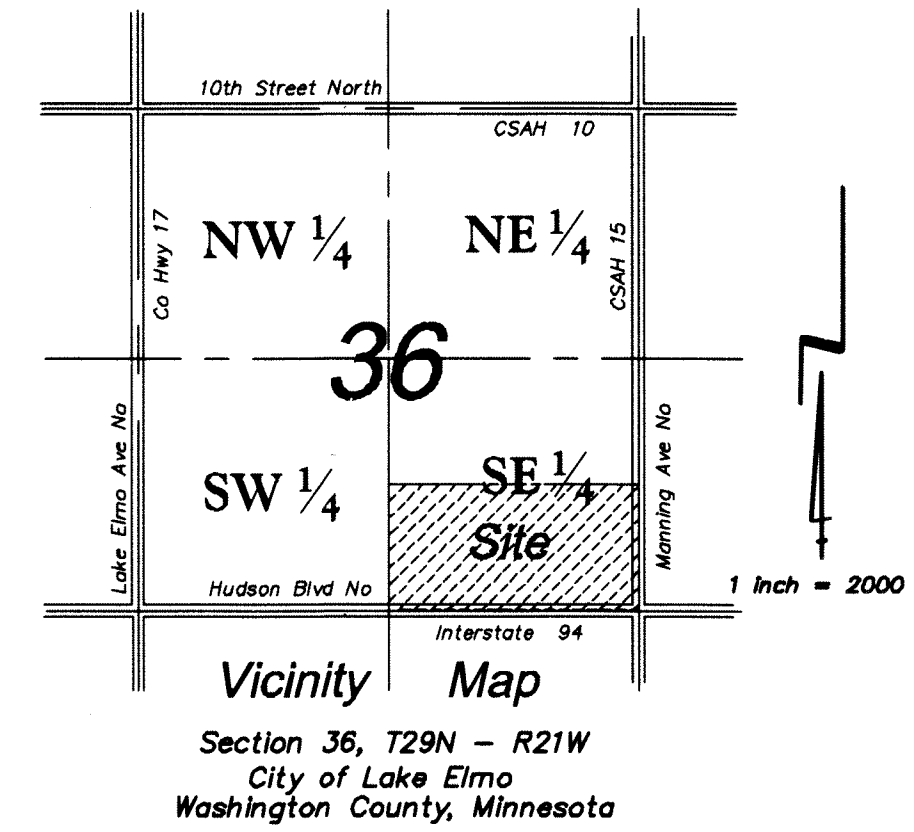 10th Street North
CSAH 10
Co Hwy 17
NW 1/4
NE 1/4
CSAH 15
36
Lake Elmo Ave No
SW 1/4
SE 1/4
Site
Manning Ave No
Hudson Blvd No
1 inch = 2000
Interstate 94
Vicinity Map
Section 36, T29N - R21W
City of Lake Elmo
Washington County, Minnesota